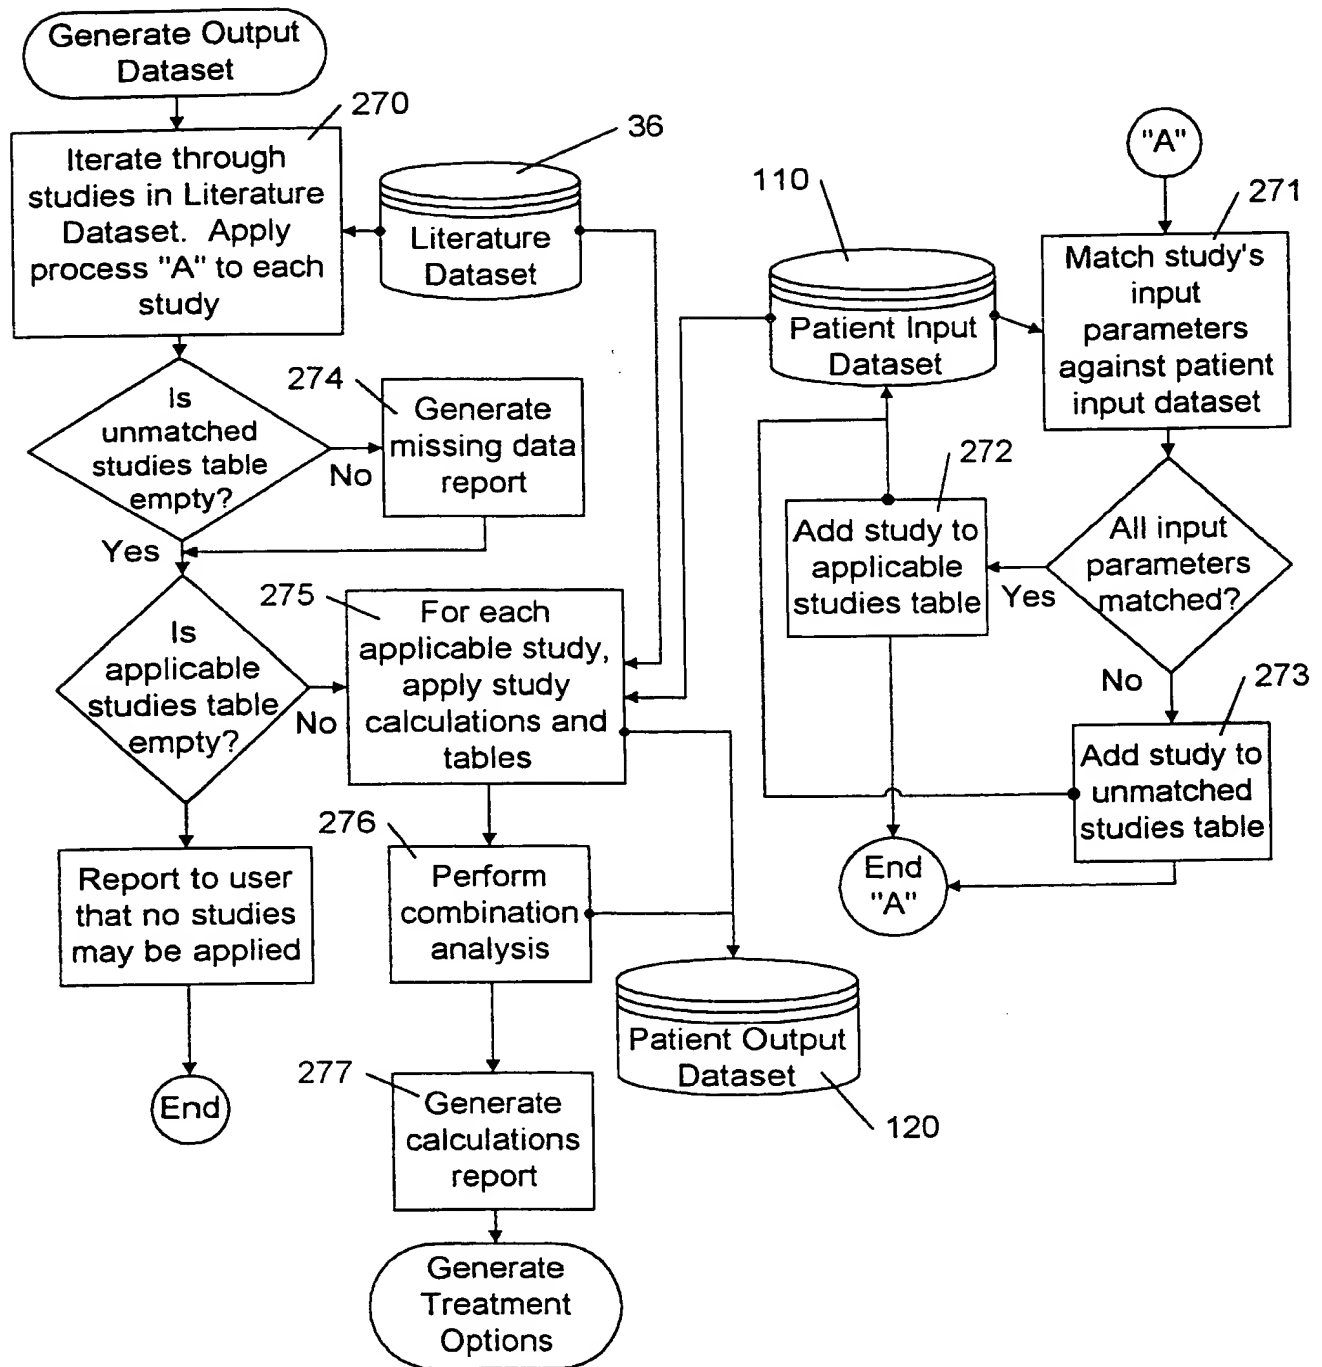 Generate Output
Dataset
270
Iterate through
studies in Literature
Dataset. Apply
process "A" to each
study
36
Literature
Dataset
Is
unmatched
studies table
empty?
No
Yes
274
Generate
missing data
report
Is
applicable
studies table
empty?
No
275
For each
applicable study,
apply study
calculations and
tables
Report to user
that no studies
may be applied
End
276
Perform
combination
analysis
277
Generate
calculations
report
Generate
Treatment
Options
Patient Output
Dataset
120
"A"
110
Patient Input
Dataset
271
Match study's
input
parameters
against patient
input dataset
All input
parameters
matched?
Yes
No
272
Add study to
applicable
studies table
273
Add study to
unmatched
studies table
End
"A"